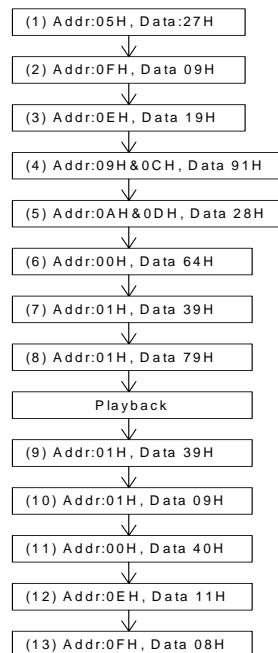 (1) Addr:05H, Data:27H
(2) Addr:0FH, Data 09H
(3) Addr:0EH, Data 19H
(4) Addr:09H&0CH, Data 91H
(5) Addr:0AH&0DH, Data 28H
(6) Addr:00H, Data 64H
(7) Addr:01H, Data 39H
(8) Addr:01H, Data 79H
Playback
(9) Addr:01H, Data 39H
(10) Addr:01H, Data 09H
(11) Addr:00H, Data 40H
(12) Addr:0EH, Data 11H
(13) Addr:0FH, Data 08H